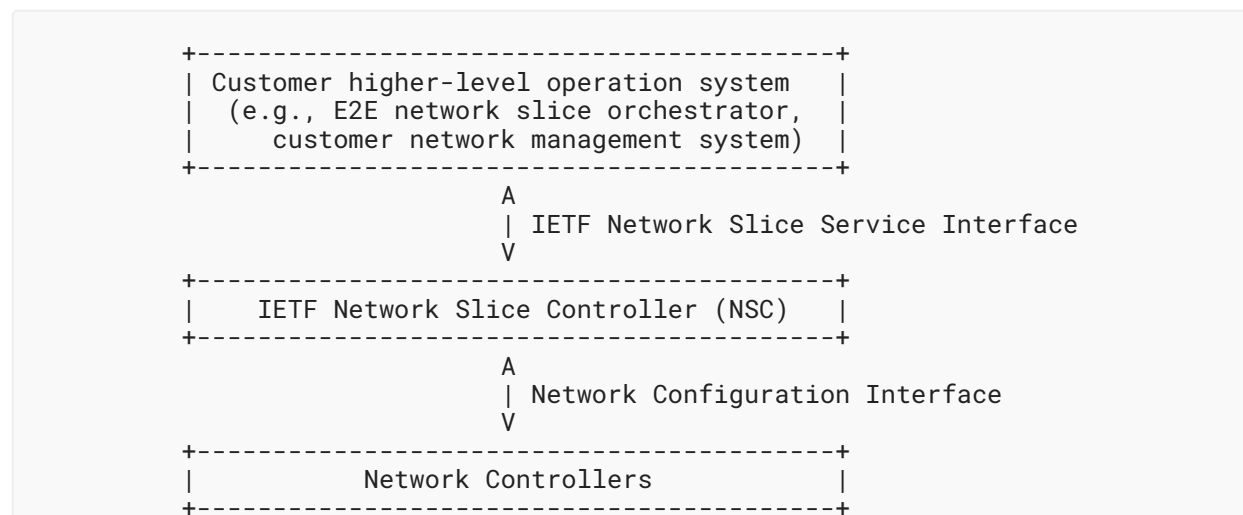 +------------------------------------------+
| Customer higher-level operation system   |
|  (e.g., E2E network slice orchestrator,  |
|     customer network management system)  |
+------------------------------------------+
                     A
                     | IETF Network Slice Service Interface
                     V
+------------------------------------------+
|    IETF Network Slice Controller (NSC)   |
+------------------------------------------+
                     A
                     | Network Configuration Interface
                     V
+------------------------------------------+
|           Network Controllers            |
+------------------------------------------+